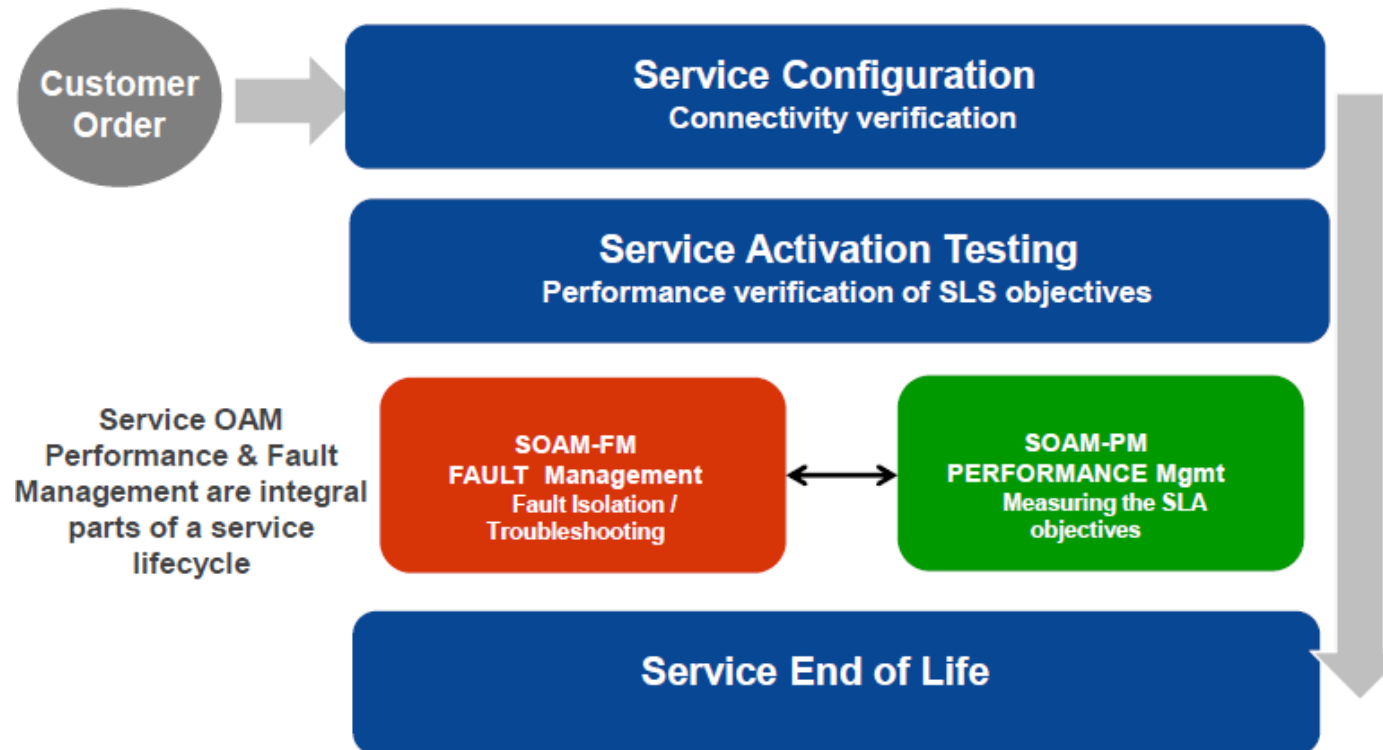 Customer
Order
Service Configuration
Connectivity verification
Service Activation Testing
Performance verification of SLS objectives
Service OAM
Performance & Fault
Management are integral
parts of a service
lifecycle
SOAM-FM
FAULT Management
Fault Isolation /
Troubleshooting
SOAM-PM
PERFORMANCE Mgmt
Measuring the SLA
objectives
Service End of Life